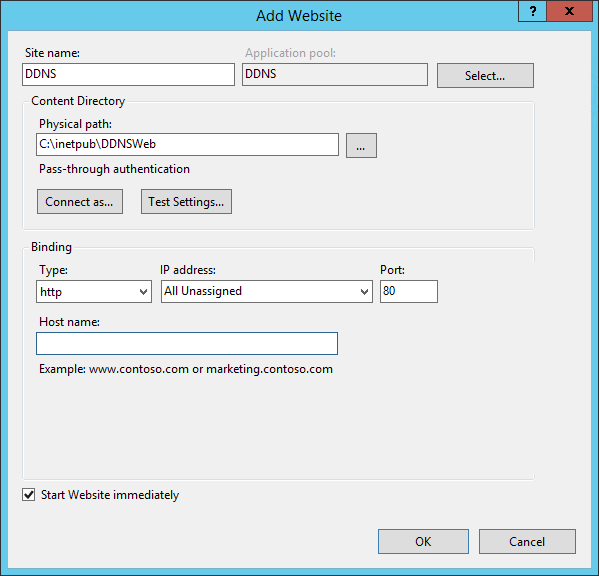 Add Website
?
x
Site name:
Application pool:
DDNS
DDNS
Select...
Content Directory
Physical path:
C:\inetpub\DDNSWeb
...
Pass-through authentication
Connect as...
Test Settings...
Binding
Type:
IP address:
Port:
http
All Unassigned
80
Host name:
Example: www.contoso.com or marketing.contoso.com
Start Website immediately
OK
Cancel